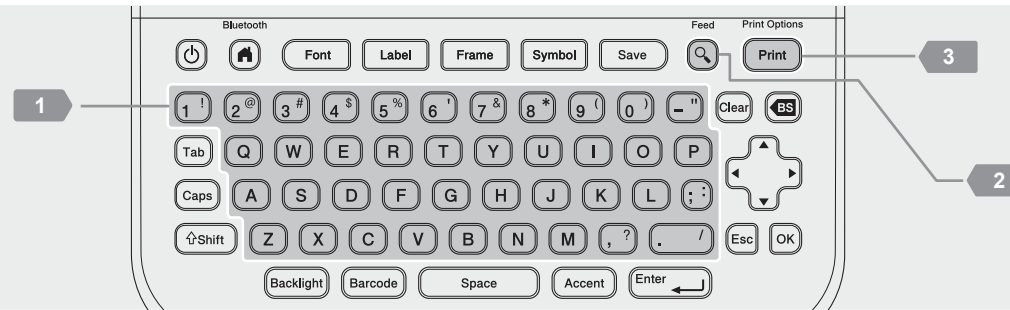 Bluetooth Feed Print Options
Font Label Frame Symbol Save Print 3
1 1 ! 2 @ 3 # 4 $ 5 % 6 ' 7 & 8 * 9 ( 0 ) - " Clear BS
Tab Q W E R T Y U I O P
2
Caps A S D F G H J K L ; :
⇧Shift Z X C V B N M , ? . / Esc OK
Backlight Barcode Space Accent Enter